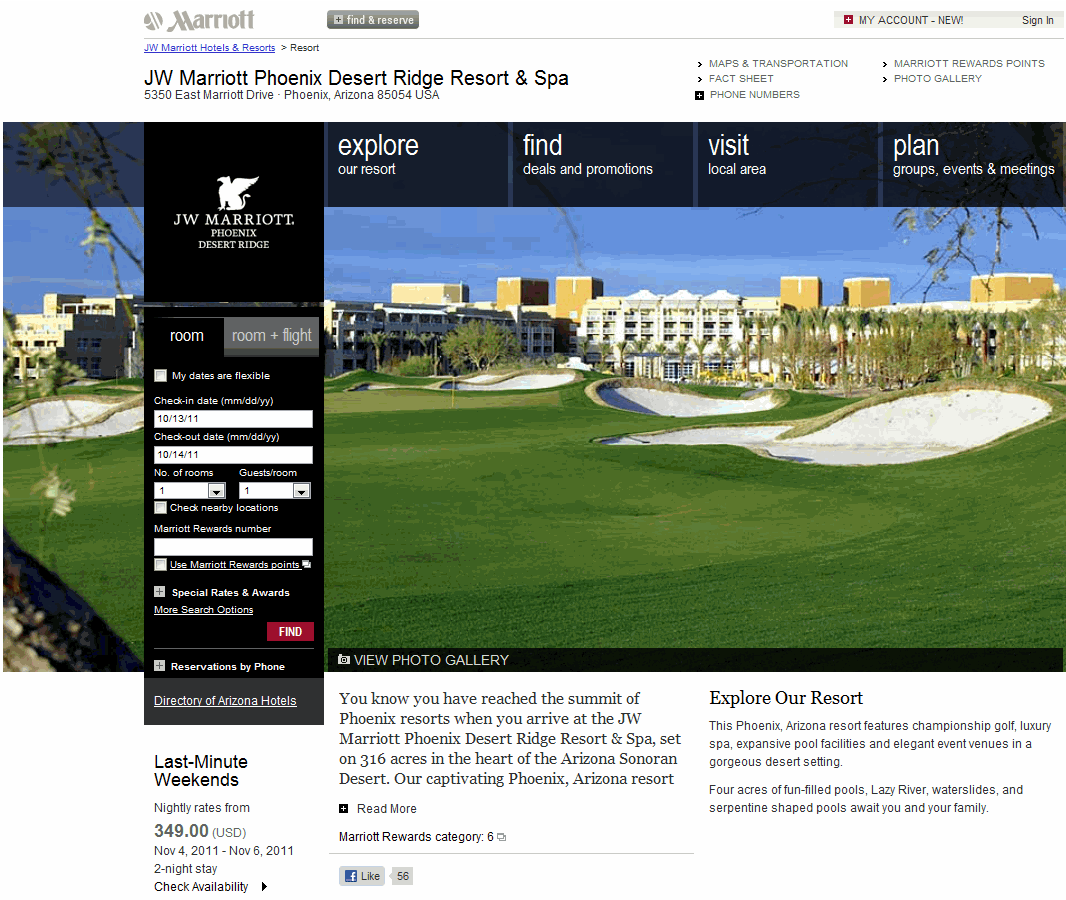 Marriott
find & reserve
MY ACCOUNT - NEW!
Sign In
JW Marriott Hotels & Resorts > Resort
JW Marriott Phoenix Desert Ridge Resort & Spa
5350 East Marriott Drive · Phoenix, Arizona 85054 USA
MAPS & TRANSPORTATION
FACT SHEET
PHONE NUMBERS
MARRIOTT REWARDS POINTS
PHOTO GALLERY
explore
our resort
find
deals and promotions
visit
local area
plan
groups, events & meetings
JW MARRIOTT.
PHOENIX
DESERT RIDGE
room
room + flight
My dates are flexible
Check-in date (mm/dd/yy)
10/13/11
Check-out date (mm/dd/yy)
10/14/11
No. of rooms Guests/room
1 1
Check nearby locations
Marriott Rewards number
Use Marriott Rewards points
Special Rates & Awards
More Search Options
FIND
Reservations by Phone
Directory of Arizona Hotels
VIEW PHOTO GALLERY
Last-Minute
Weekends
Nightly rates from
349.00 (USD)
Nov 4, 2011 - Nov 6, 2011
2-night stay
Check Availability
You know you have reached the summit of
Phoenix resorts when you arrive at the JW
Marriott Phoenix Desert Ridge Resort & Spa, set
on 316 acres in the heart of the Arizona Sonoran
Desert. Our captivating Phoenix, Arizona resort
Read More
Marriott Rewards category: 6
Like 56
Explore Our Resort
This Phoenix, Arizona resort features championship golf, luxury
spa, expansive pool facilities and elegant event venues in a
gorgeous desert setting.
Four acres of fun-filled pools, Lazy River, waterslides, and
serpentine shaped pools await you and your family.